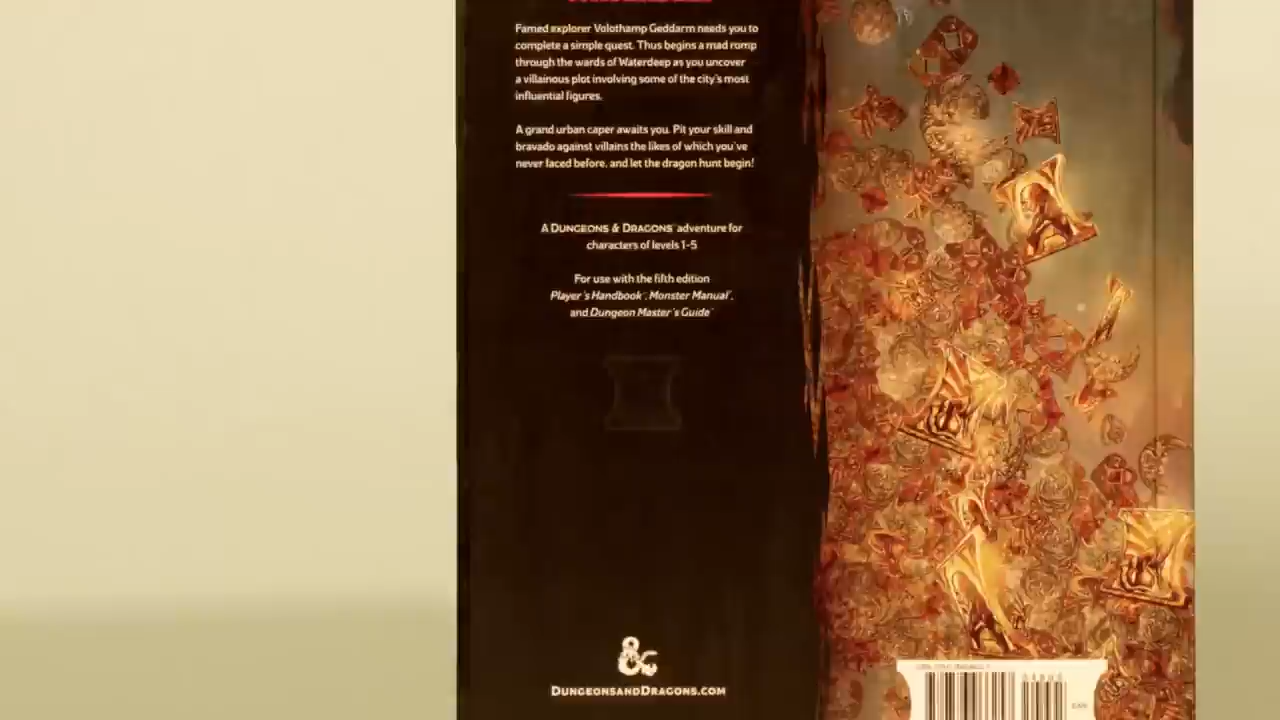 Famed explorer Volothamp Geddarm needs you to
complete a simple quest. Thus begins a mad romp
through the wards of Waterdeep as you uncover
a villainous plot involving some of the city's most
influential figures.
A grand urban caper awaits you. Pit your skill and
bravado against villains the likes of which you've
never faced before, and let the dragon hunt begin!
A DUNGEONS & DRAGONS adventure for
characters of levels 1-5
For use with the fifth edition
Player's Handbook, Monster Manual,
and Dungeon Master's Guide
&
DUNGEONSANDDRAGONS.COM